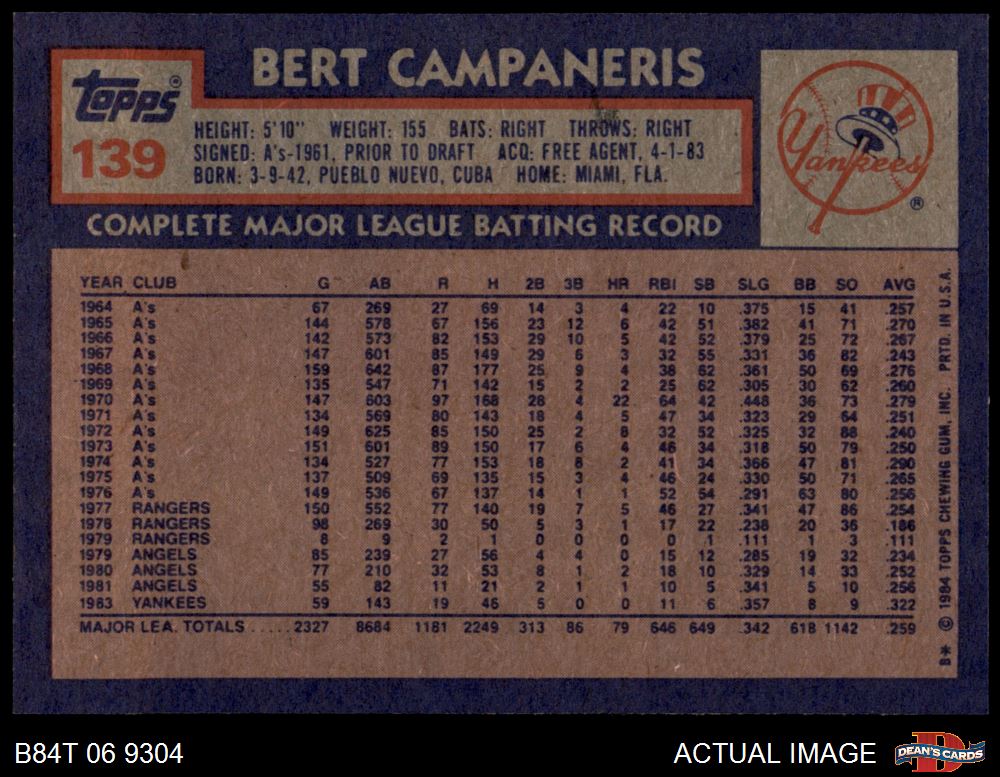 BERT CAMPANERIS
Topps®
139
HEIGHT: 5'10" WEIGHT: 155 BATS: RIGHT THROWS: RIGHT
SIGNED: A's-1961, PRIOR TO DRAFT ACQ: FREE AGENT, 4-1-83
BORN: 3-9-42, PUEBLO NUEVO, CUBA HOME: MIAMI, FLA.
Yankees ®
COMPLETE MAJOR LEAGUE BATTING RECORD
YEAR CLUB G AB R H 2B 3B HR RBI SB SLG BB SO AVG
1964 A's 67 269 27 69 14 3 4 22 10 .375 15 41 .257
1965 A's 144 578 67 156 23 12 6 42 51 .382 41 71 .270
1966 A's 142 573 82 153 29 10 5 42 52 .379 25 72 .267
1967 A's 147 601 85 149 29 6 3 32 55 .331 36 82 .243
1968 A's 159 642 87 177 25 9 4 38 62 .361 50 69 .276
1969 A's 135 547 71 142 15 2 2 25 62 .305 30 62 .260
1970 A's 147 603 97 168 28 4 22 64 42 .448 36 73 .279
1971 A's 134 569 80 143 18 4 5 47 34 .323 29 64 .251
1972 A's 149 625 85 150 25 2 8 32 52 .325 32 88 .240
1973 A's 151 601 89 150 17 6 4 46 34 .318 50 79 .250
1974 A's 134 527 77 153 18 8 2 41 34 .366 47 81 .290
1975 A's 137 509 69 135 15 3 4 46 24 .330 50 71 .265
1976 A's 149 536 67 137 14 1 1 52 54 .291 63 80 .256
1977 RANGERS 150 552 77 140 19 7 5 46 27 .341 47 86 .254
1978 RANGERS 98 269 30 50 5 3 1 17 22 .238 20 36 .186
1979 RANGERS 8 9 2 1 0 0 0 0 1 .111 1 3 .111
1979 ANGELS 85 239 27 56 4 4 0 15 12 .285 19 32 .234
1980 ANGELS 77 210 32 53 8 1 2 18 10 .329 14 33 .252
1981 ANGELS 55 82 11 21 2 1 1 10 5 .341 5 10 .256
1983 YANKEES 59 143 19 46 5 0 0 11 6 .357 8 9 .322
MAJOR LEA. TOTALS ..... 2327 8684 1181 2249 313 86 79 646 649 .342 618 1142 .259
B* © 1984 TOPPS CHEWING GUM, INC. PRTD. IN U.S.A.
B84T 06 9304
ACTUAL IMAGE
DEAN'S CARDS